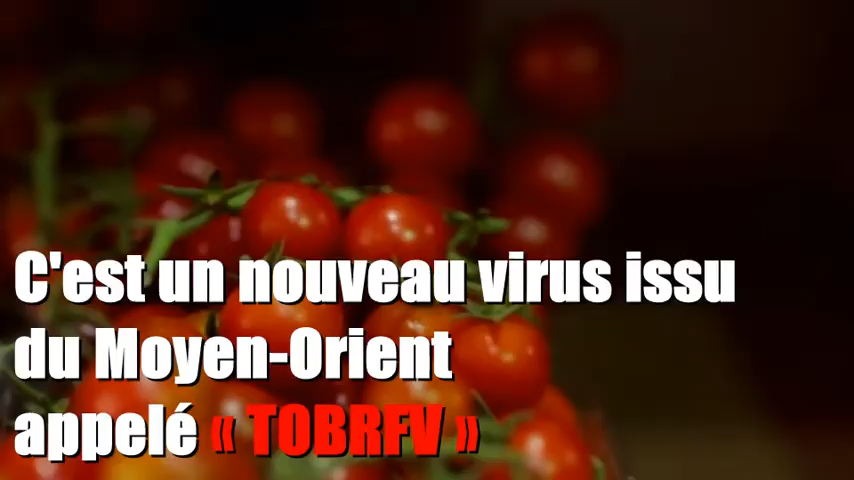 C'est un nouveau virus issu
du Moyen-Orient
appelé « TOBRFV »